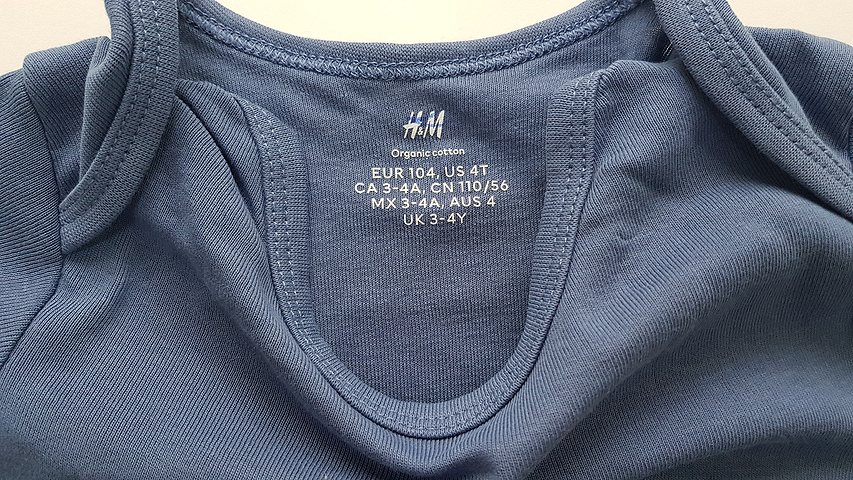 H&M
Organic cotton
EUR 104, US 4T
CA 3-4A, CN 110/56
MX 3-4A, AUS 4
UK 3-4Y